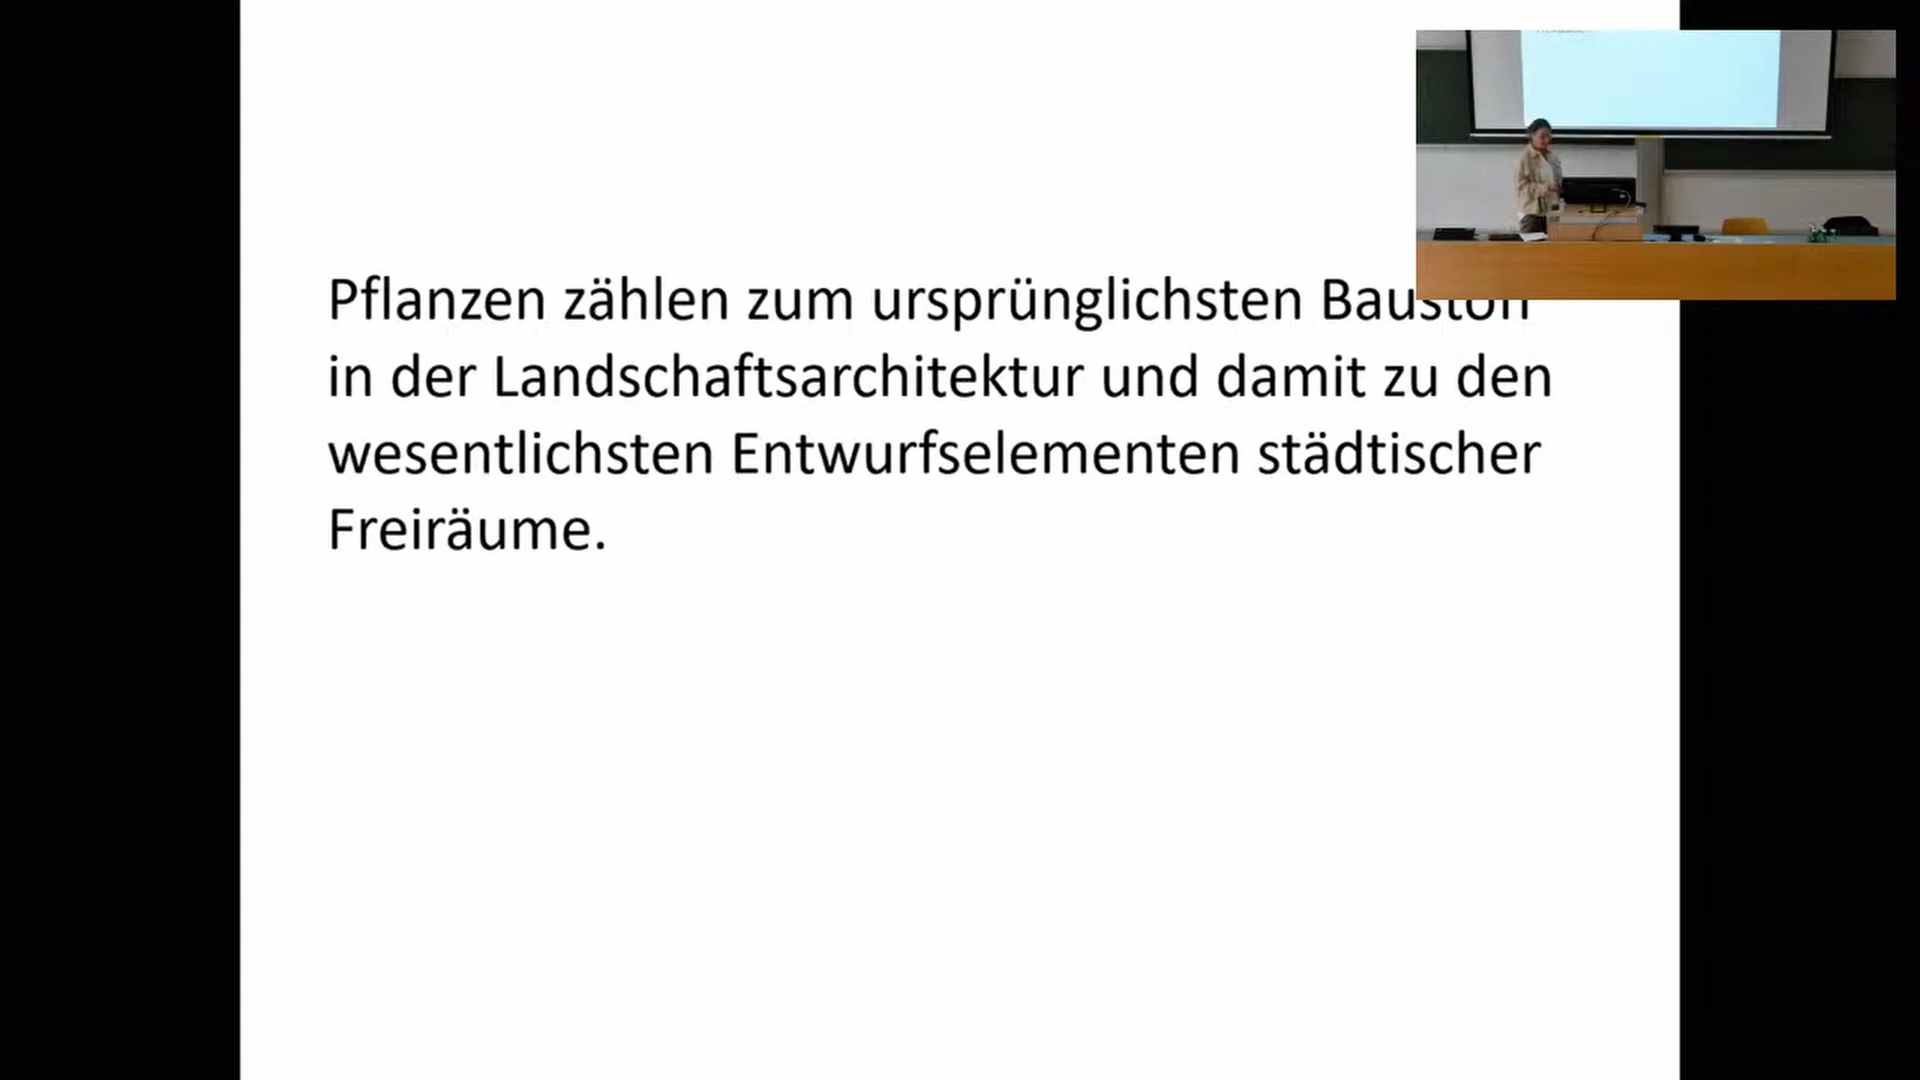 Pflanzen zählen zum ursprünglichsten Baustoff
in der Landschaftsarchitektur und damit zu den
wesentlichsten Entwurfselementen städtischer
Freiräume.